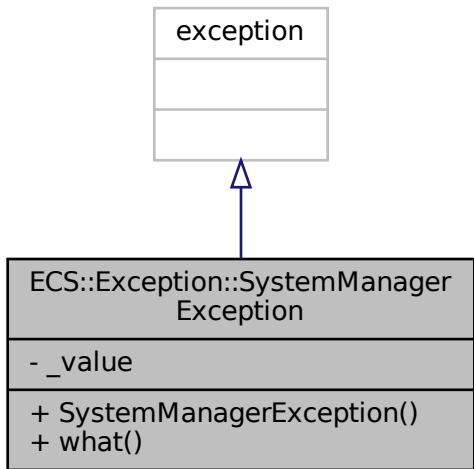 exception
ECS::Exception::SystemManager
Exception
- _value
+ SystemManagerException()
+ what()